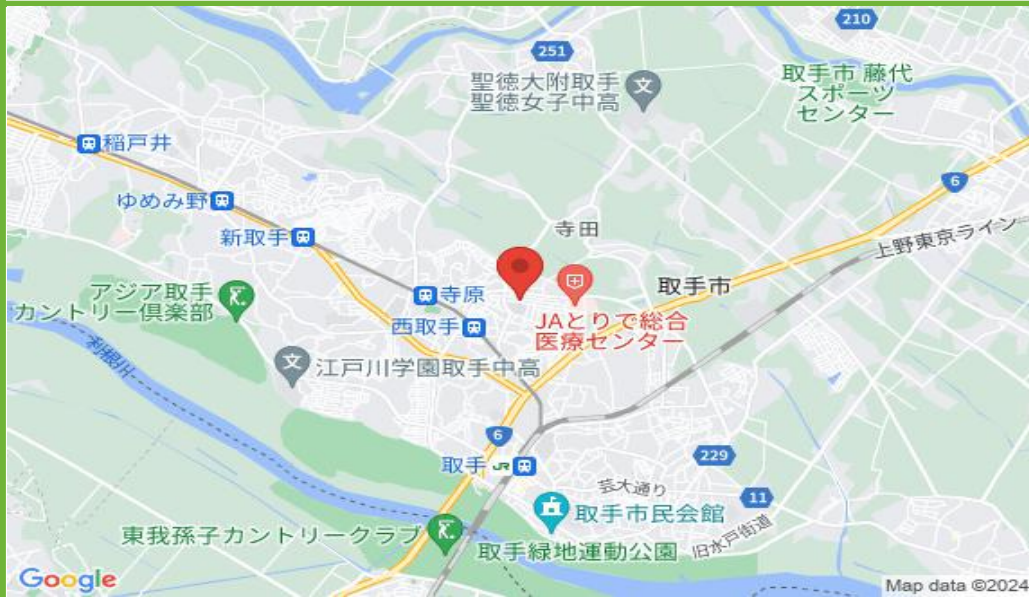 210
251
聖徳大附取手
聖徳女子中高
取手市 藤代
スポーツ
センター
稲戸井
6
ゆめみ野
寺田
新取手
上野東京ライン
アジア取手
カントリー倶楽部
寺原
取手市
西取手
JAとりで総合
医療センター
利根川
江戸川学園取手中高
6
取手
JR
229
芸大通り
11
取手市民会館
東我孫子カントリークラブ
取手緑地運動公園
旧水戸街道
Google
Map data ©2024